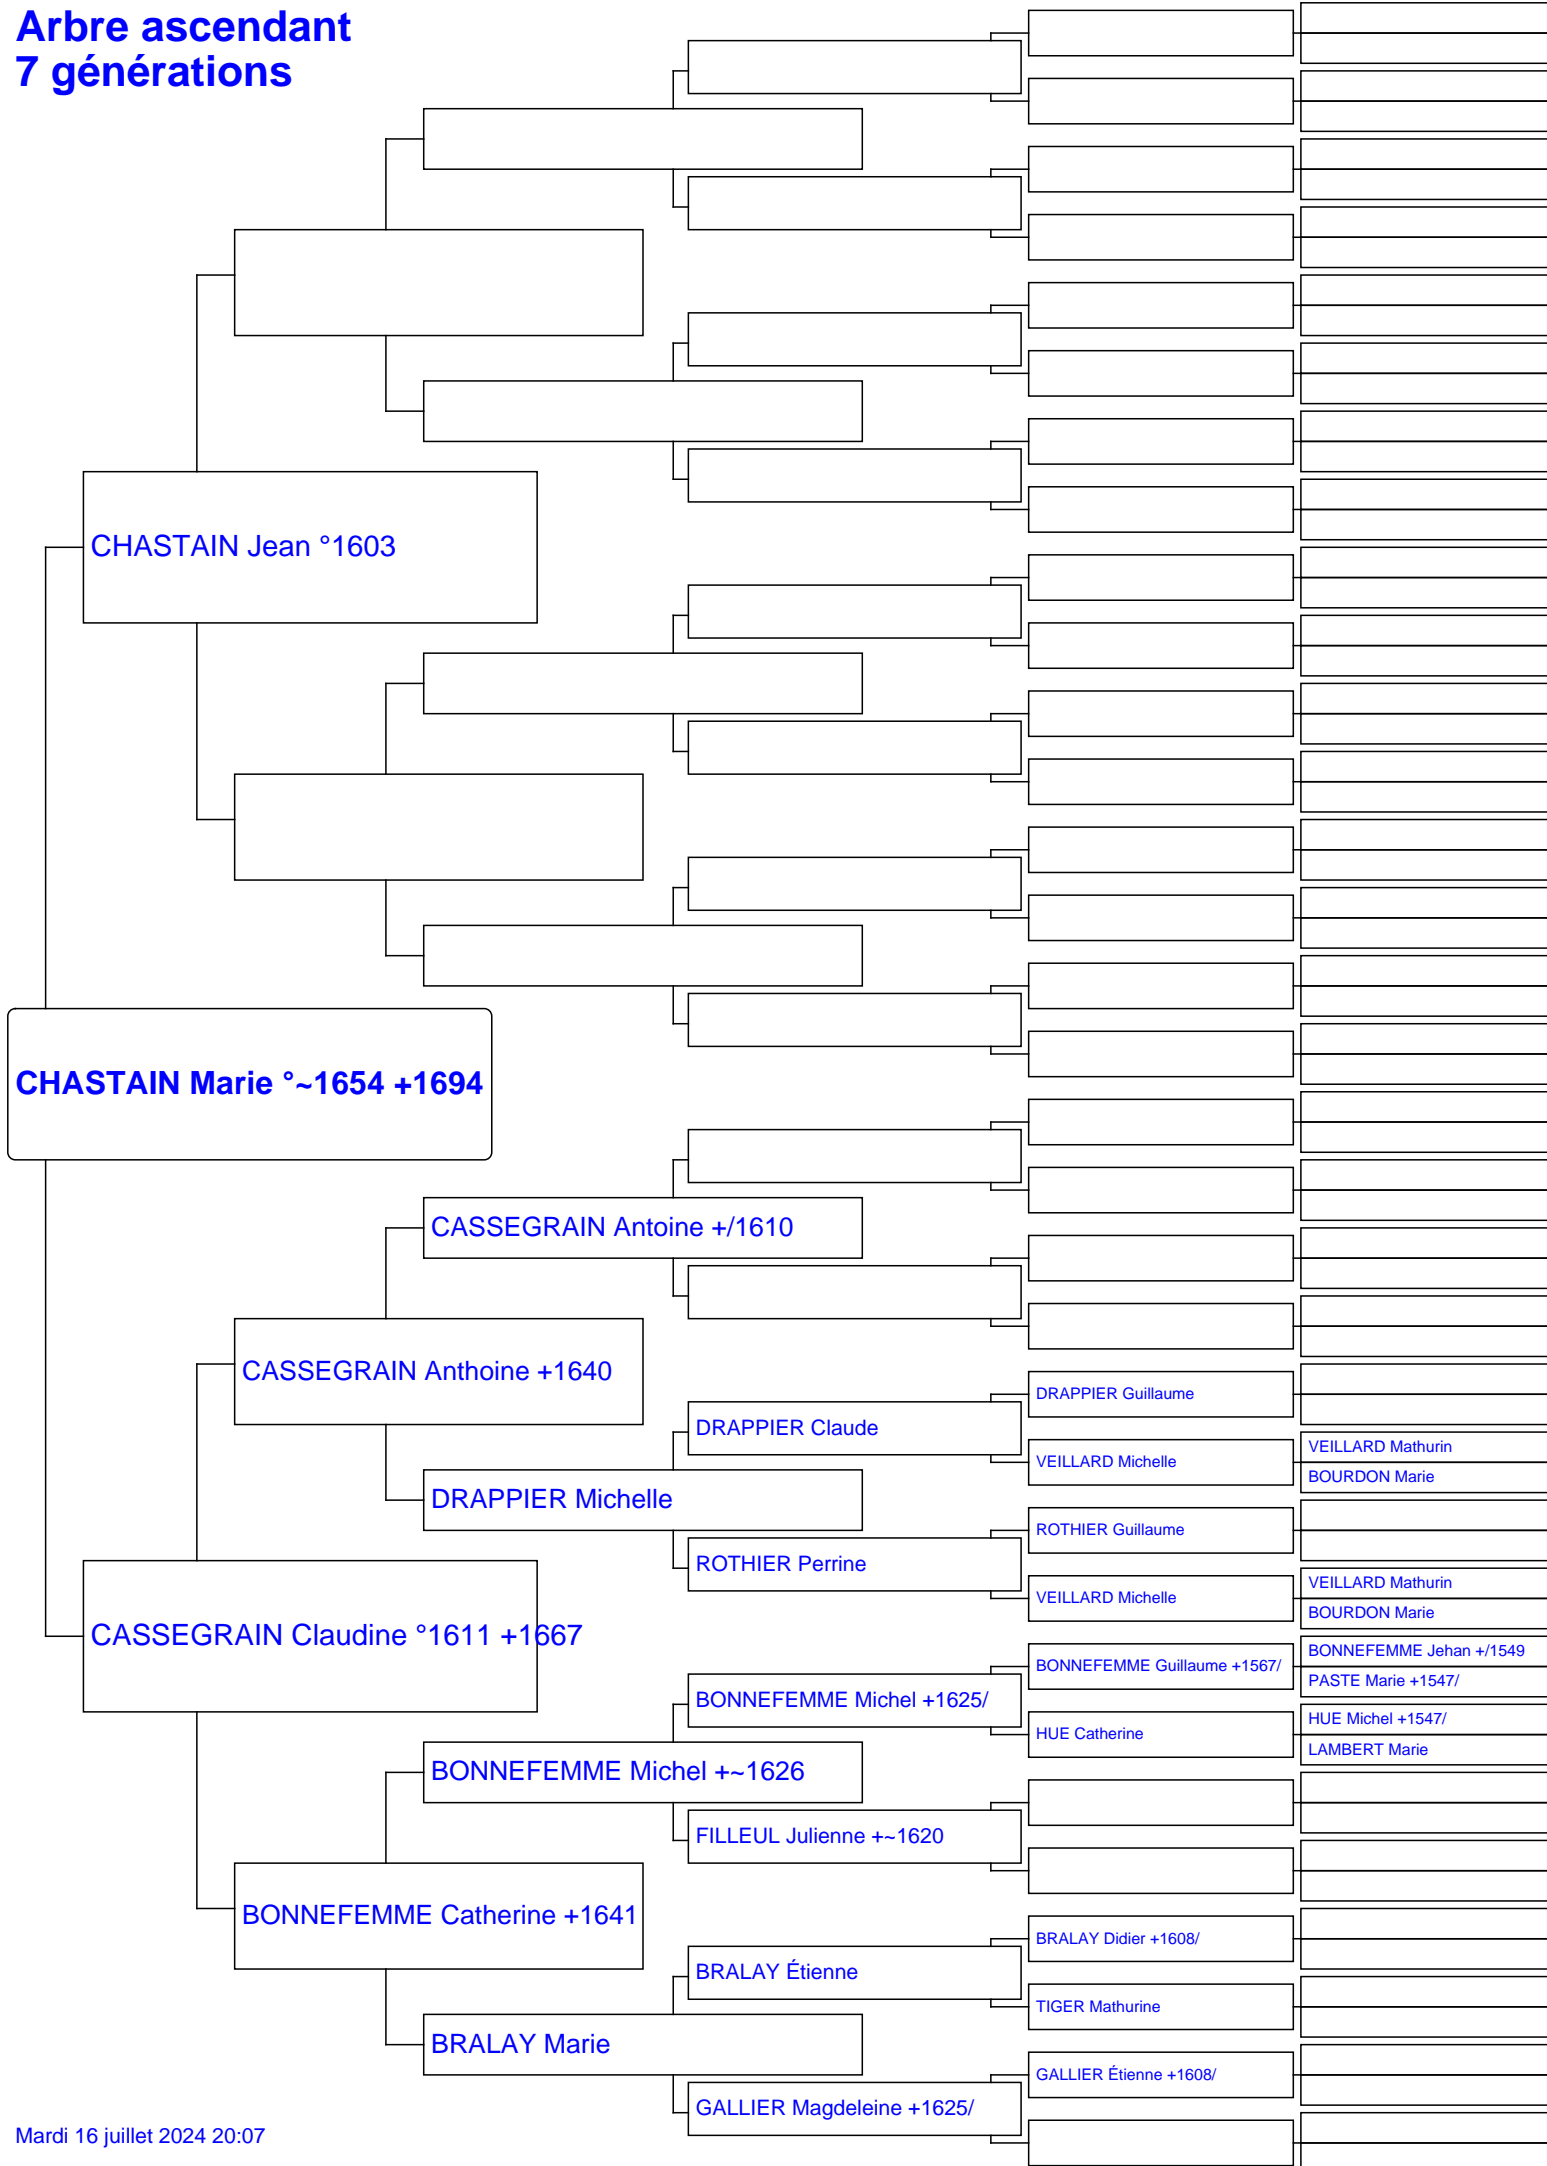 Arbre ascendant
7 générations
CHASTAIN Jean °1603
CHASTAIN Marie °~1654 +1694
CASSEGRAIN Antoine +/1610
CASSEGRAIN Anthoine +1640
DRAPPIER Guillaume
DRAPPIER Claude
VEILLARD Mathurin
VEILLARD Michelle
BOURDON Marie
DRAPPIER Michelle
ROTHIER Guillaume
ROTHIER Perrine
VEILLARD Mathurin
VEILLARD Michelle
BOURDON Marie
CASSEGRAIN Claudine °1611 +1667
BONNEFEMME Jehan +/1549
BONNEFEMME Guillaume +1567/
PASTE Marie +1547/
BONNEFEMME Michel +1625/
HUE Michel +1547/
HUE Catherine
LAMBERT Marie
BONNEFEMME Michel +~1626
FILLEUL Julienne +~1620
BONNEFEMME Catherine +1641
BRALAY Didier +1608/
BRALAY Étienne
TIGER Mathurine
BRALAY Marie
GALLIER Étienne +1608/
GALLIER Magdeleine +1625/
Mardi 16 juillet 2024 20:07